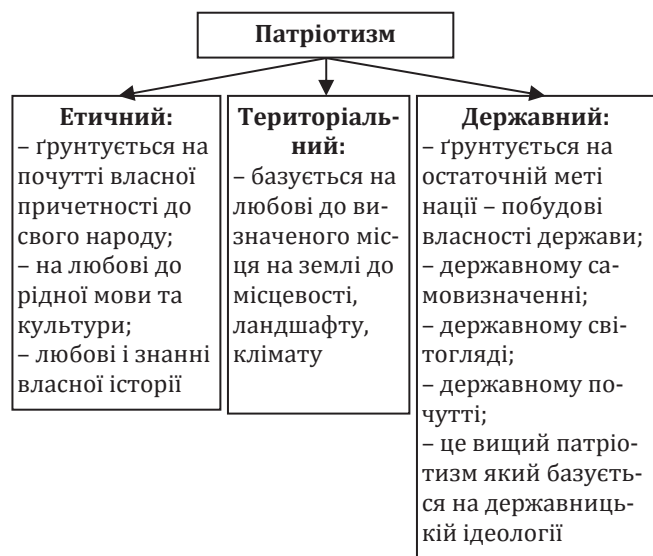 Патріотизм
Етичний:
– ґрунтується на
почутті власної
причетності до
свого народу;
– на любові до
рідної мови та
культури;
– любові і знанні
власної історії
Територіаль-
ний:
– базується на
любові до ви-
значеного міс-
ця на землі до
місцевості,
ландшафту,
клімату
Державний:
– ґрунтується на
остаточній меті
нації – побудові
власності держави;
– державному са-
мовизначенні;
– державному сві-
тогляді;
– державному по-
чутті;
– це вищий патріо-
тизм який базуєть-
ся на державниць-
кій ідеології